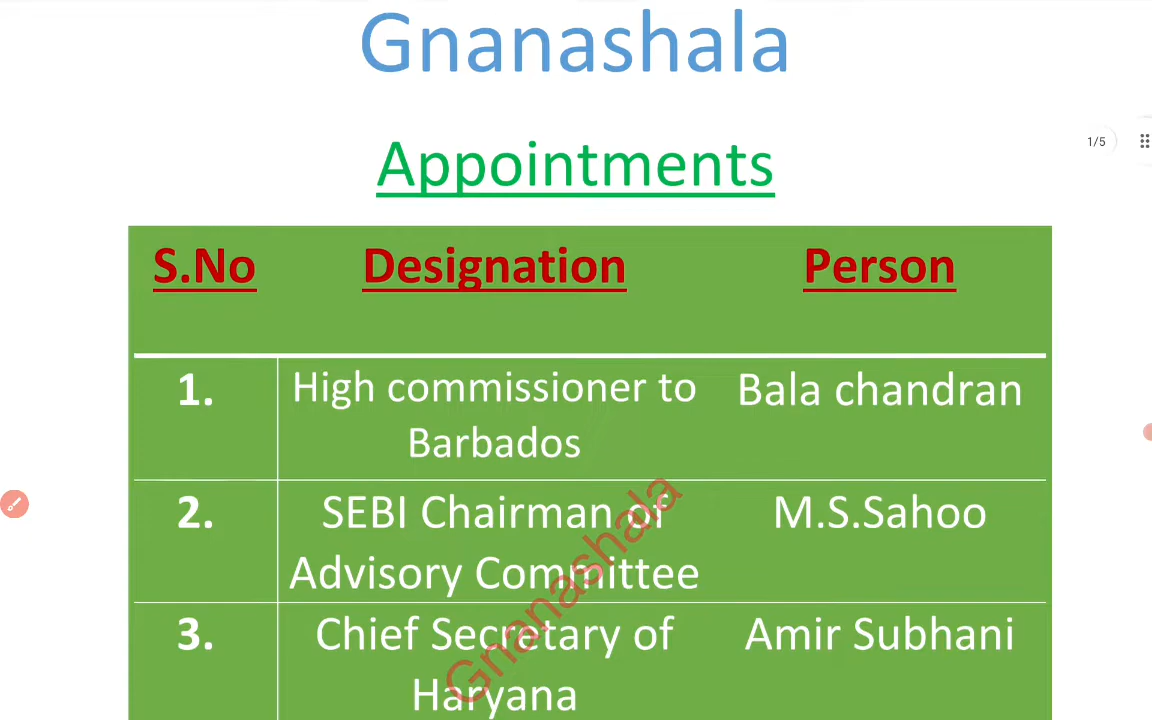 Gnanashala
Appointments
1/5
S.No Designation Person
1. High commissioner to Bala chandran
Barbados
2. SEBI Chairman of M.S.Sahoo
Advisory Committee
3. Chief Secretary of Amir Subhani
Haryana
Gnanashala